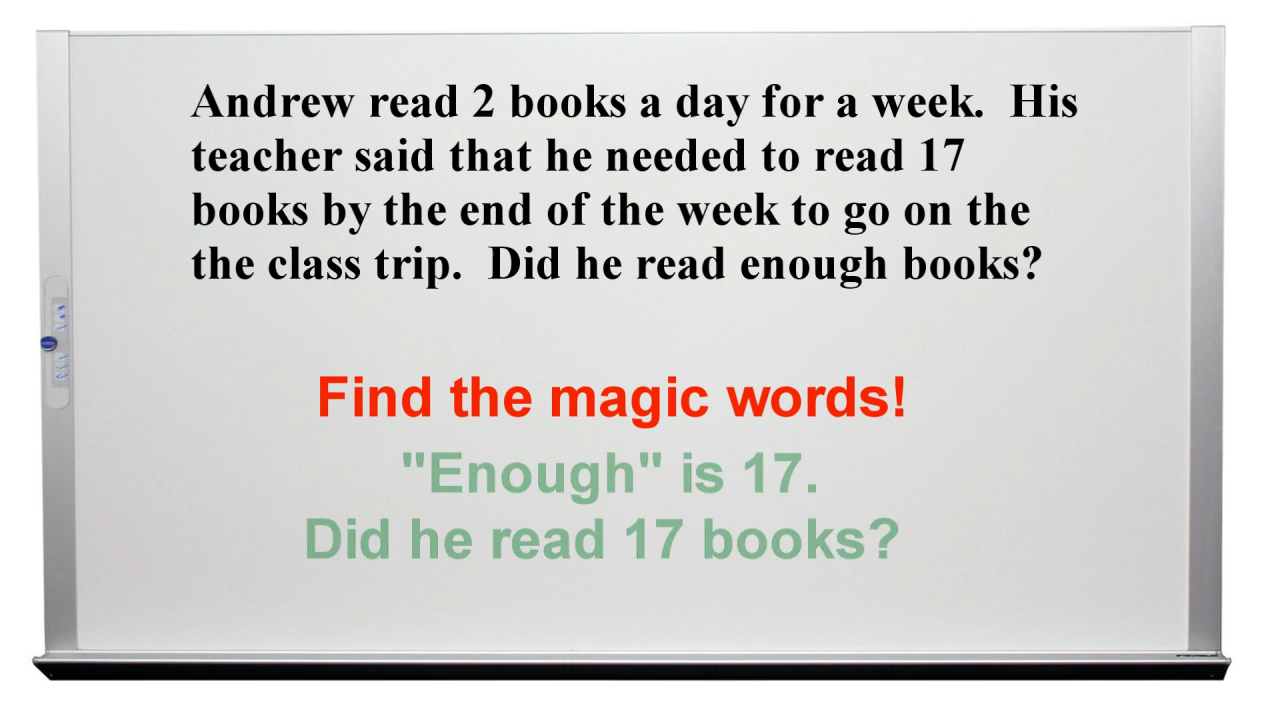 Andrew read 2 books a day for a week. His
teacher said that he needed to read 17
books by the end of the week to go on the
the class trip. Did he read enough books?
Find the magic words!
"Enough" is 17.
Did he read 17 books?